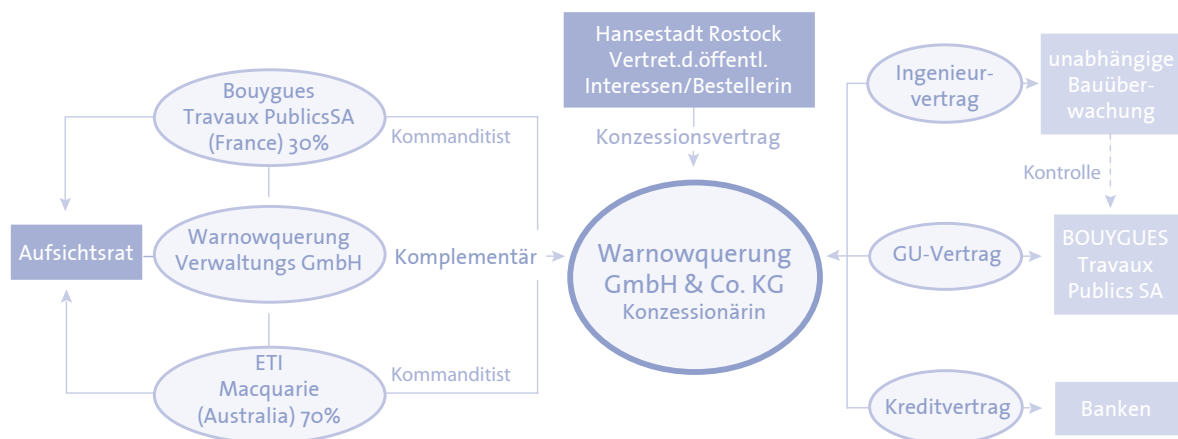 Hansestadt Rostock
Vertret.d.öffentl.
Interessen/Bestellerin
Konzessionsvertrag
Bouygues
Travaux PublicsSA
(France) 30%
Kommanditist
Aufsichtsrat
Warnowquerung
Verwaltungs GmbH
Komplementär
ETI
Macquarie
(Australia) 70%
Kommanditist
Warnowquerung
GmbH & Co. KG
Konzessionärin
Ingenieur-
vertrag
unabhängige
Bauüber-
wachung
Kontrolle
GU-Vertrag
BOUYGUES
Travaux
Publics SA
Kreditvertrag
Banken